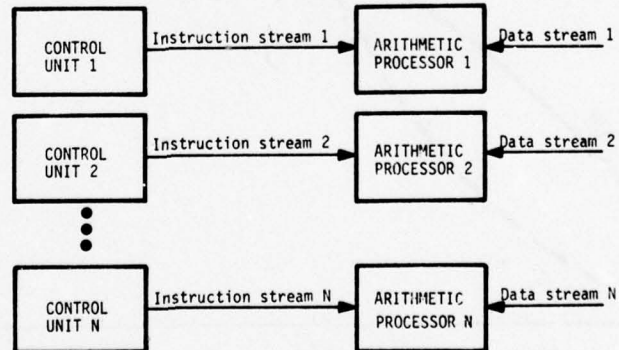 CONTROL
UNIT 1
Instruction stream 1
ARITHMETIC
PROCESSOR 1
Data stream 1
CONTROL
UNIT 2
Instruction stream 2
ARITHMETIC
PROCESSOR 2
Data stream 2
CONTROL
UNIT N
Instruction stream N
ARITHMETIC
PROCESSOR N
Data stream N